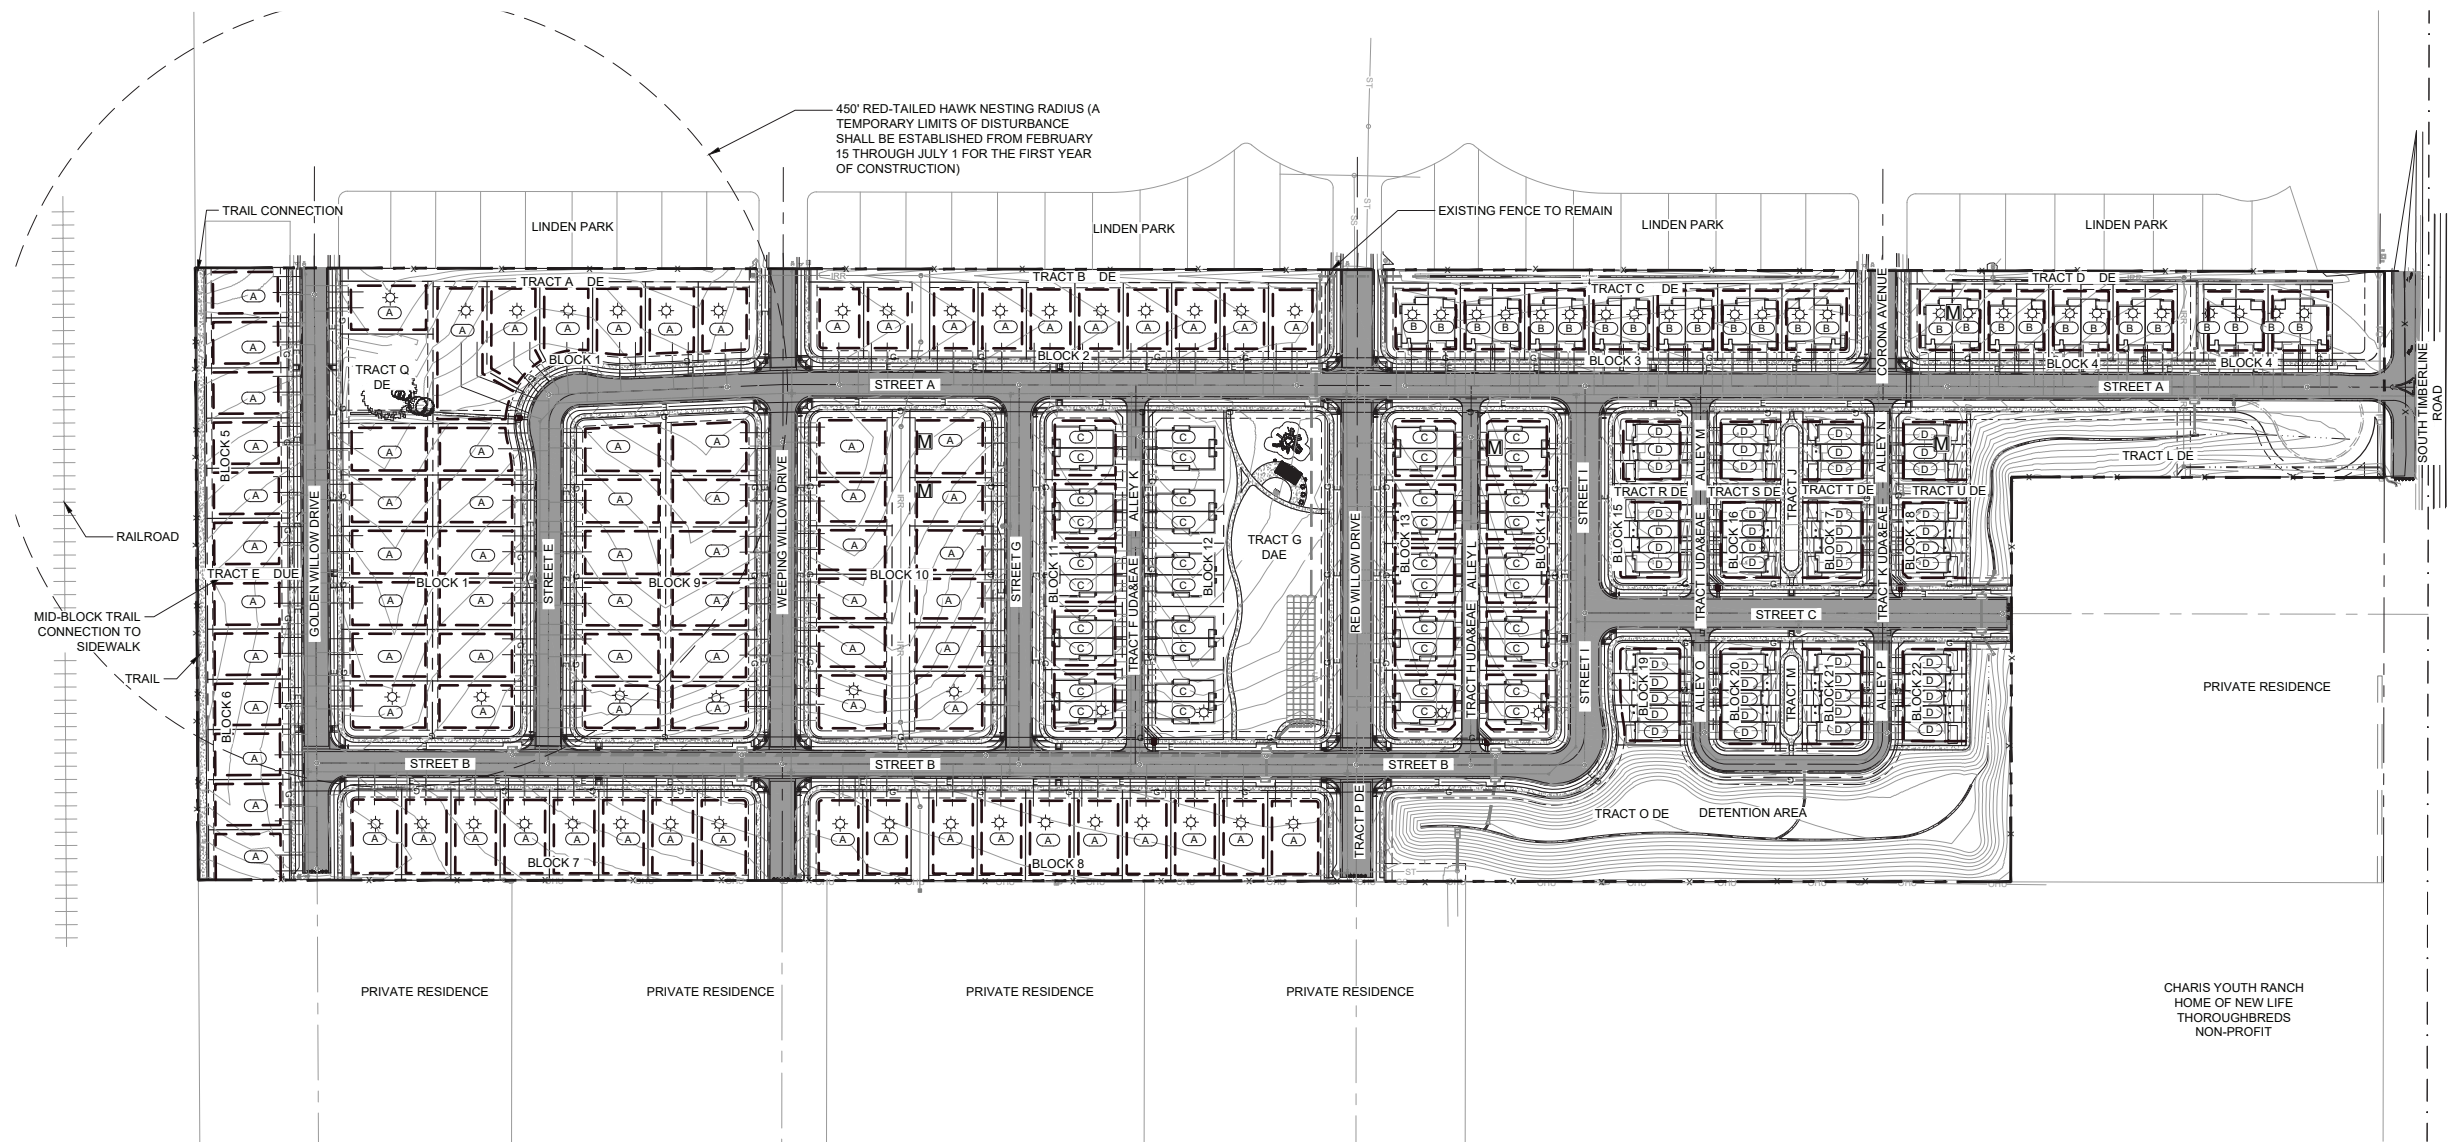 450' RED-TAILED HAWK NESTING RADIUS (A
TEMPORARY LIMITS OF DISTURBANCE
SHALL BE ESTABLISHED FROM FEBRUARY
15 THROUGH JULY 1 FOR THE FIRST YEAR
OF CONSTRUCTION)
TRAIL CONNECTION
EXISTING FENCE TO REMAIN
LINDEN PARK
LINDEN PARK
LINDEN PARK
LINDEN PARK
TRACT A DE
TRACT B DE
TRACT C DE
TRACT D DE
BLOCK 1
BLOCK 2
BLOCK 3
BLOCK 4
BLOCK 4
TRACT Q
DE
STREET A
STREET A
CORONA AVENUE
SOUTH TIMBERLINE
ROAD
BLOCK 5
GOLDEN WILLOW DRIVE
BLOCK 1
STREET E
BLOCK 9
WEEPING WILLOW DRIVE
BLOCK 10
STREET G
BLOCK 11
ALLEY K
TRACT F UDA&EAE
BLOCK 12
TRACT G
DAE
RED WILLOW DRIVE
BLOCK 13
ALLEY L
TRACT H UDA&EAE
BLOCK 14
STREET I
STREET I
BLOCK 15
TRACT R DE
ALLEY M
TRACT I UDA&EAE
TRACT S DE
BLOCK 16
TRACT J
TRACT T DE
BLOCK 17
ALLEY N
TRACT K UDA&EAE
TRACT U DE
BLOCK 18
TRACT L DE
RAILROAD
TRACT E DUE
MID-BLOCK TRAIL
CONNECTION TO
SIDEWALK
TRAIL
BLOCK 6
STREET C
BLOCK 19
ALLEY O
BLOCK 20
TRACT M
BLOCK 21
ALLEY P
BLOCK 22
PRIVATE RESIDENCE
STREET B
STREET B
STREET B
TRACT P DE
TRACT O DE
DETENTION AREA
BLOCK 7
BLOCK 8
PRIVATE RESIDENCE
PRIVATE RESIDENCE
PRIVATE RESIDENCE
PRIVATE RESIDENCE
CHARIS YOUTH RANCH
HOME OF NEW LIFE
THOROUGHBREDS
NON-PROFIT